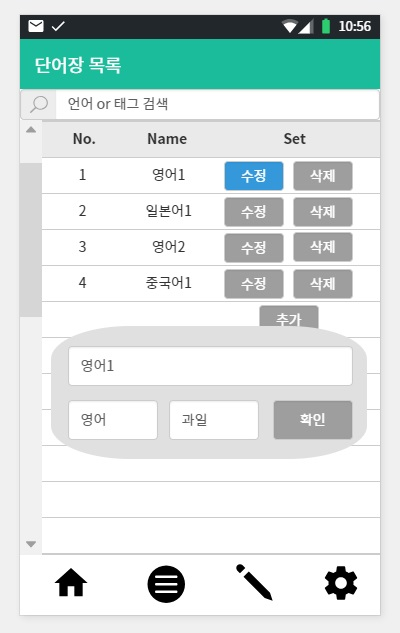 10:56
단어장 목록
언어 or 태그 검색
No. Name Set
1 영어1 수정 삭제
2 일본어1 수정 삭제
3 영어2 수정 삭제
4 중국어1 수정 삭제
추가
영어1
영어 과일 확인